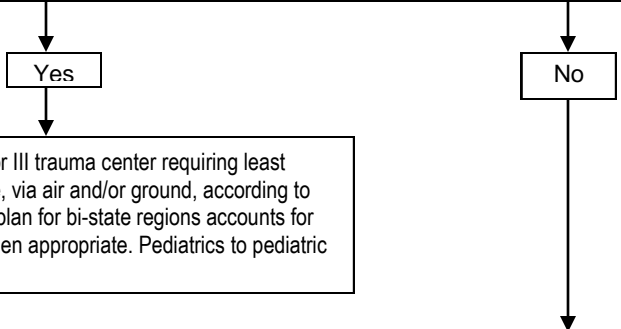 Yes
No
r III trauma center requiring least
, via air and/or ground, according to
plan for bi-state regions accounts for
en appropriate. Pediatrics to pediatric